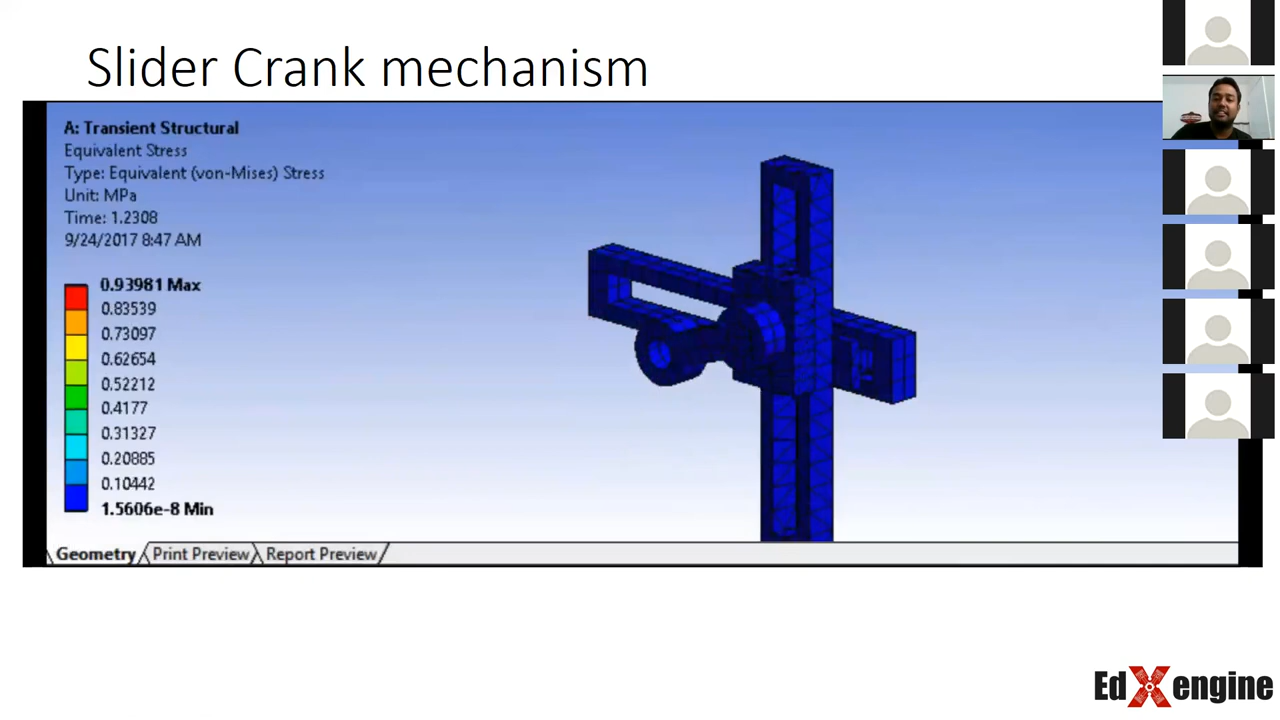 Slider Crank mechanism
A: Transient Structural
Equivalent Stress
Type: Equivalent (von-Mises) Stress
Unit: MPa
Time: 1.2308
9/24/2017 8:47 AM
0.93981 Max
0.83539
0.73097
0.62654
0.52212
0.4177
0.31327
0.20885
0.10442
1.5606e-8 Min
Geometry Print Preview Report Preview
EdXengine